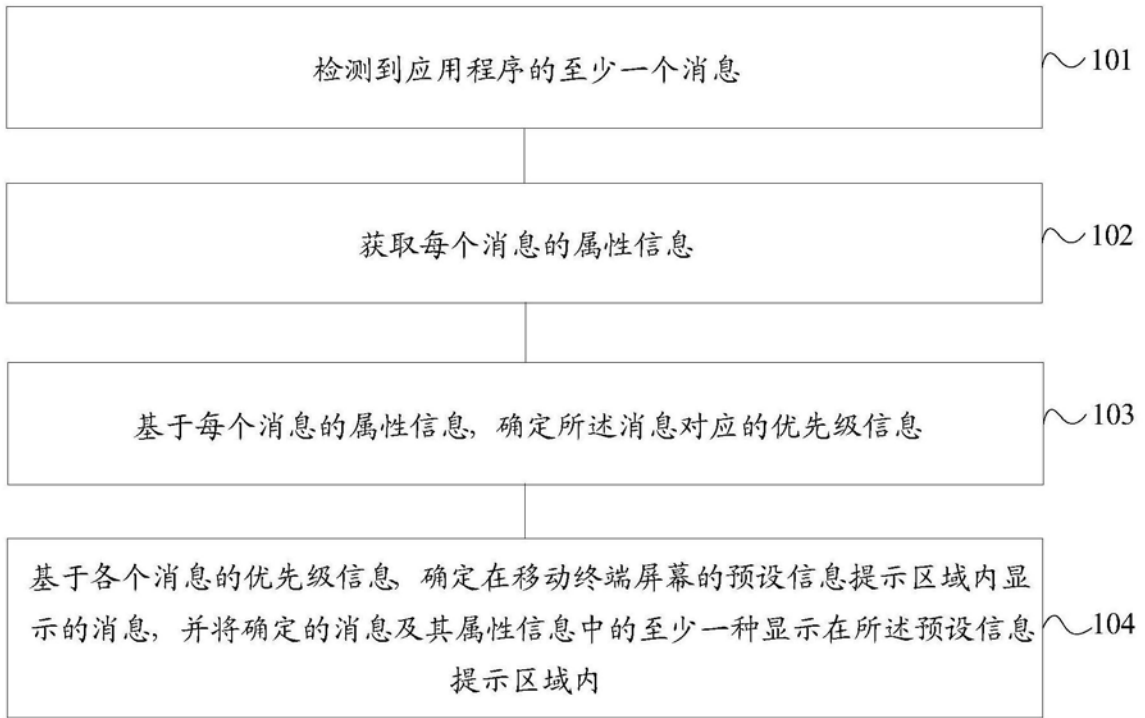 检测到应用程序的至少一个消息
101
获取每个消息的属性信息
102
基于每个消息的属性信息，确定所述消息对应的优先级信息
103
基于各个消息的优先级信息，确定在移动终端屏幕的预设信息提示区域内显
示的消息，并将确定的消息及其属性信息中的至少一种显示在所述预设信息
提示区域内
104